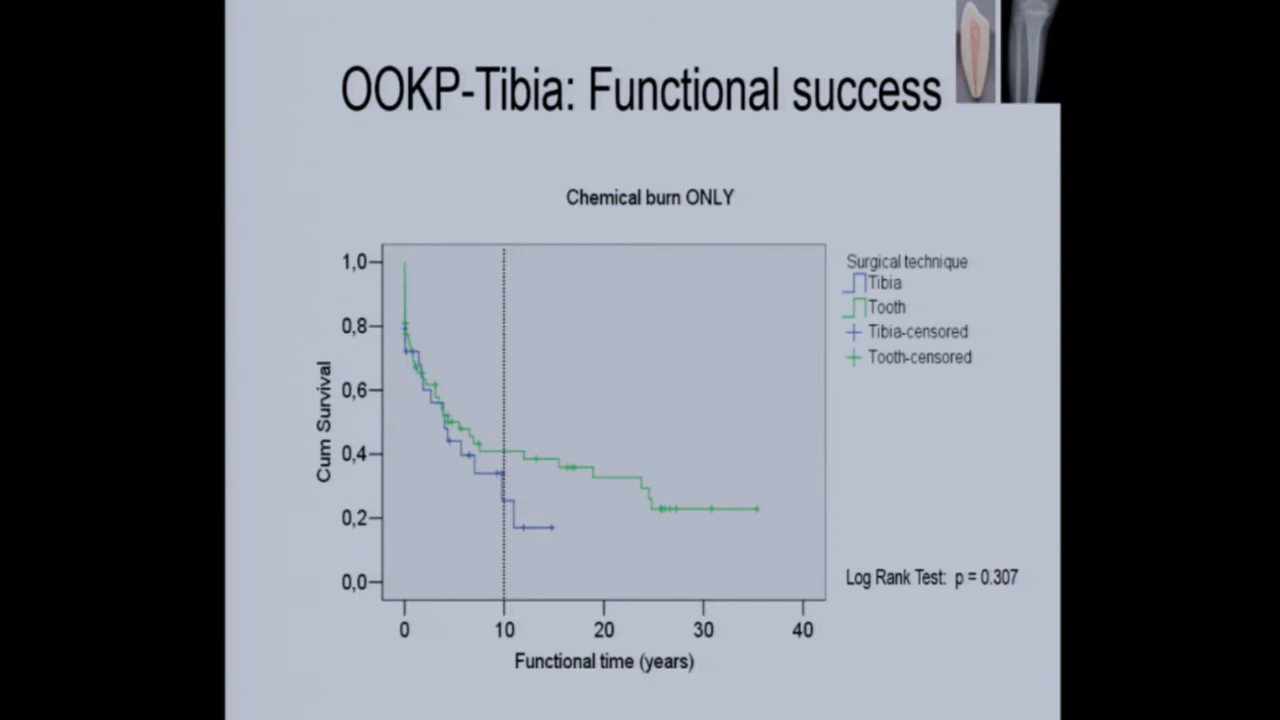 OOKP-Tibia: Functional success
Chemical burn ONLY
Cum Survival
1,0
0,8
0,6
0,4
0,2
0,0
0
10
20
30
40
Functional time (years)
Surgical technique
Tibia
Tooth
Tibia-censored
Tooth-censored
Log Rank Test: p = 0.307